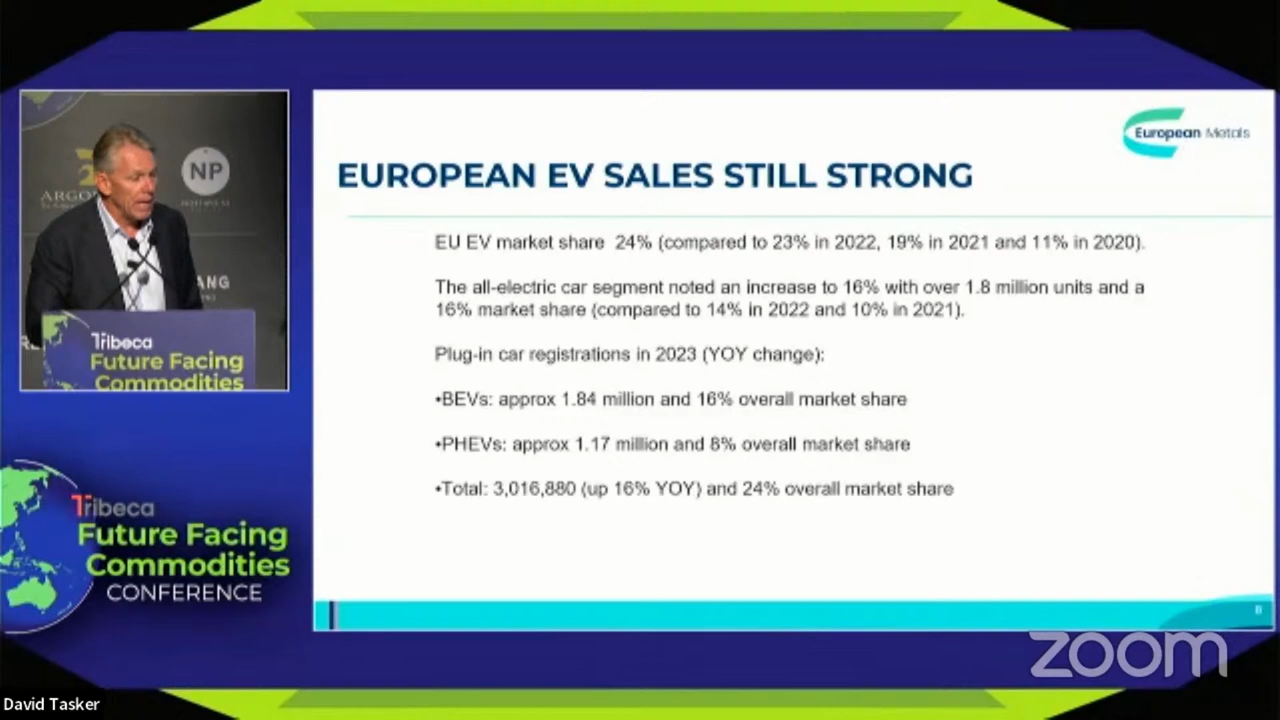 European Metals
EUROPEAN EV SALES STILL STRONG
EU EV market share 24% (compared to 23% in 2022, 19% in 2021 and 11% in 2020).
The all-electric car segment noted an increase to 16% with over 1.8 million units and a
16% market share (compared to 14% in 2022 and 10% in 2021).
Plug-in car registrations in 2023 (YOY change):
•BEVs: approx 1.84 million and 16% overall market share
•PHEVs: approx 1.17 million and 8% overall market share
•Total: 3,016,880 (up 16% YOY) and 24% overall market share
8
NP
ARGO
ANG
Tribeca
Future Facing
Commodities
Tribeca
Future Facing
Commodities
CONFERENCE
zoom
David Tasker